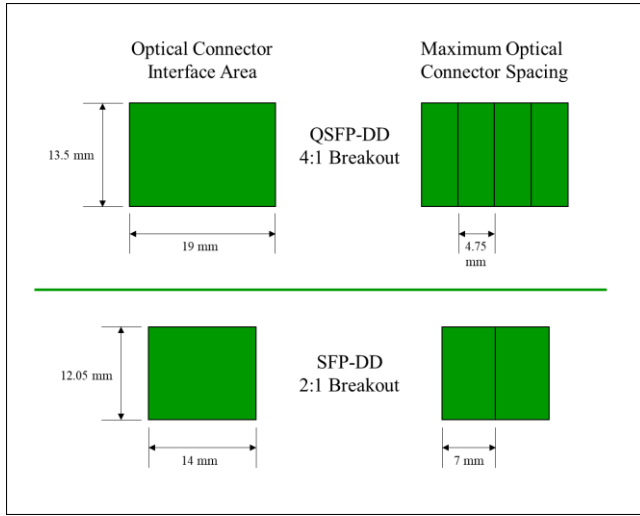 Optical Connector
Interface Area
Maximum Optical
Connector Spacing
13.5 mm
QSFP-DD
4:1 Breakout
19 mm
4.75
mm
12.05 mm
SFP-DD
2:1 Breakout
14 mm
7 mm